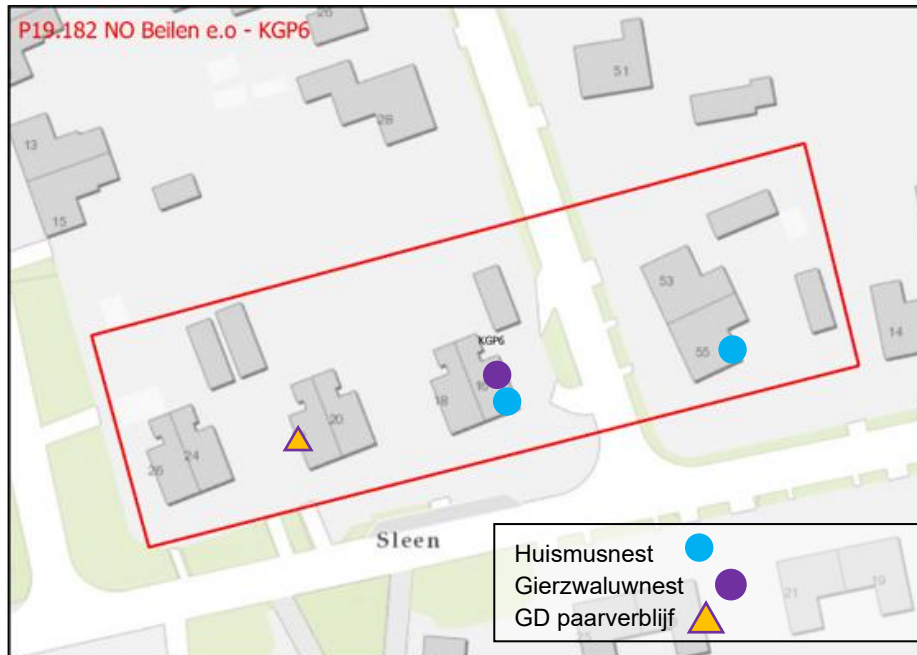 P19.182 NO Beilen e.o - KGP6
51
28
13
15
53
KGP6
55
14
16
18
20
24
26
Sleen
Huismusnest
Gierzwaluwnest
GD paarverblijf
21
19